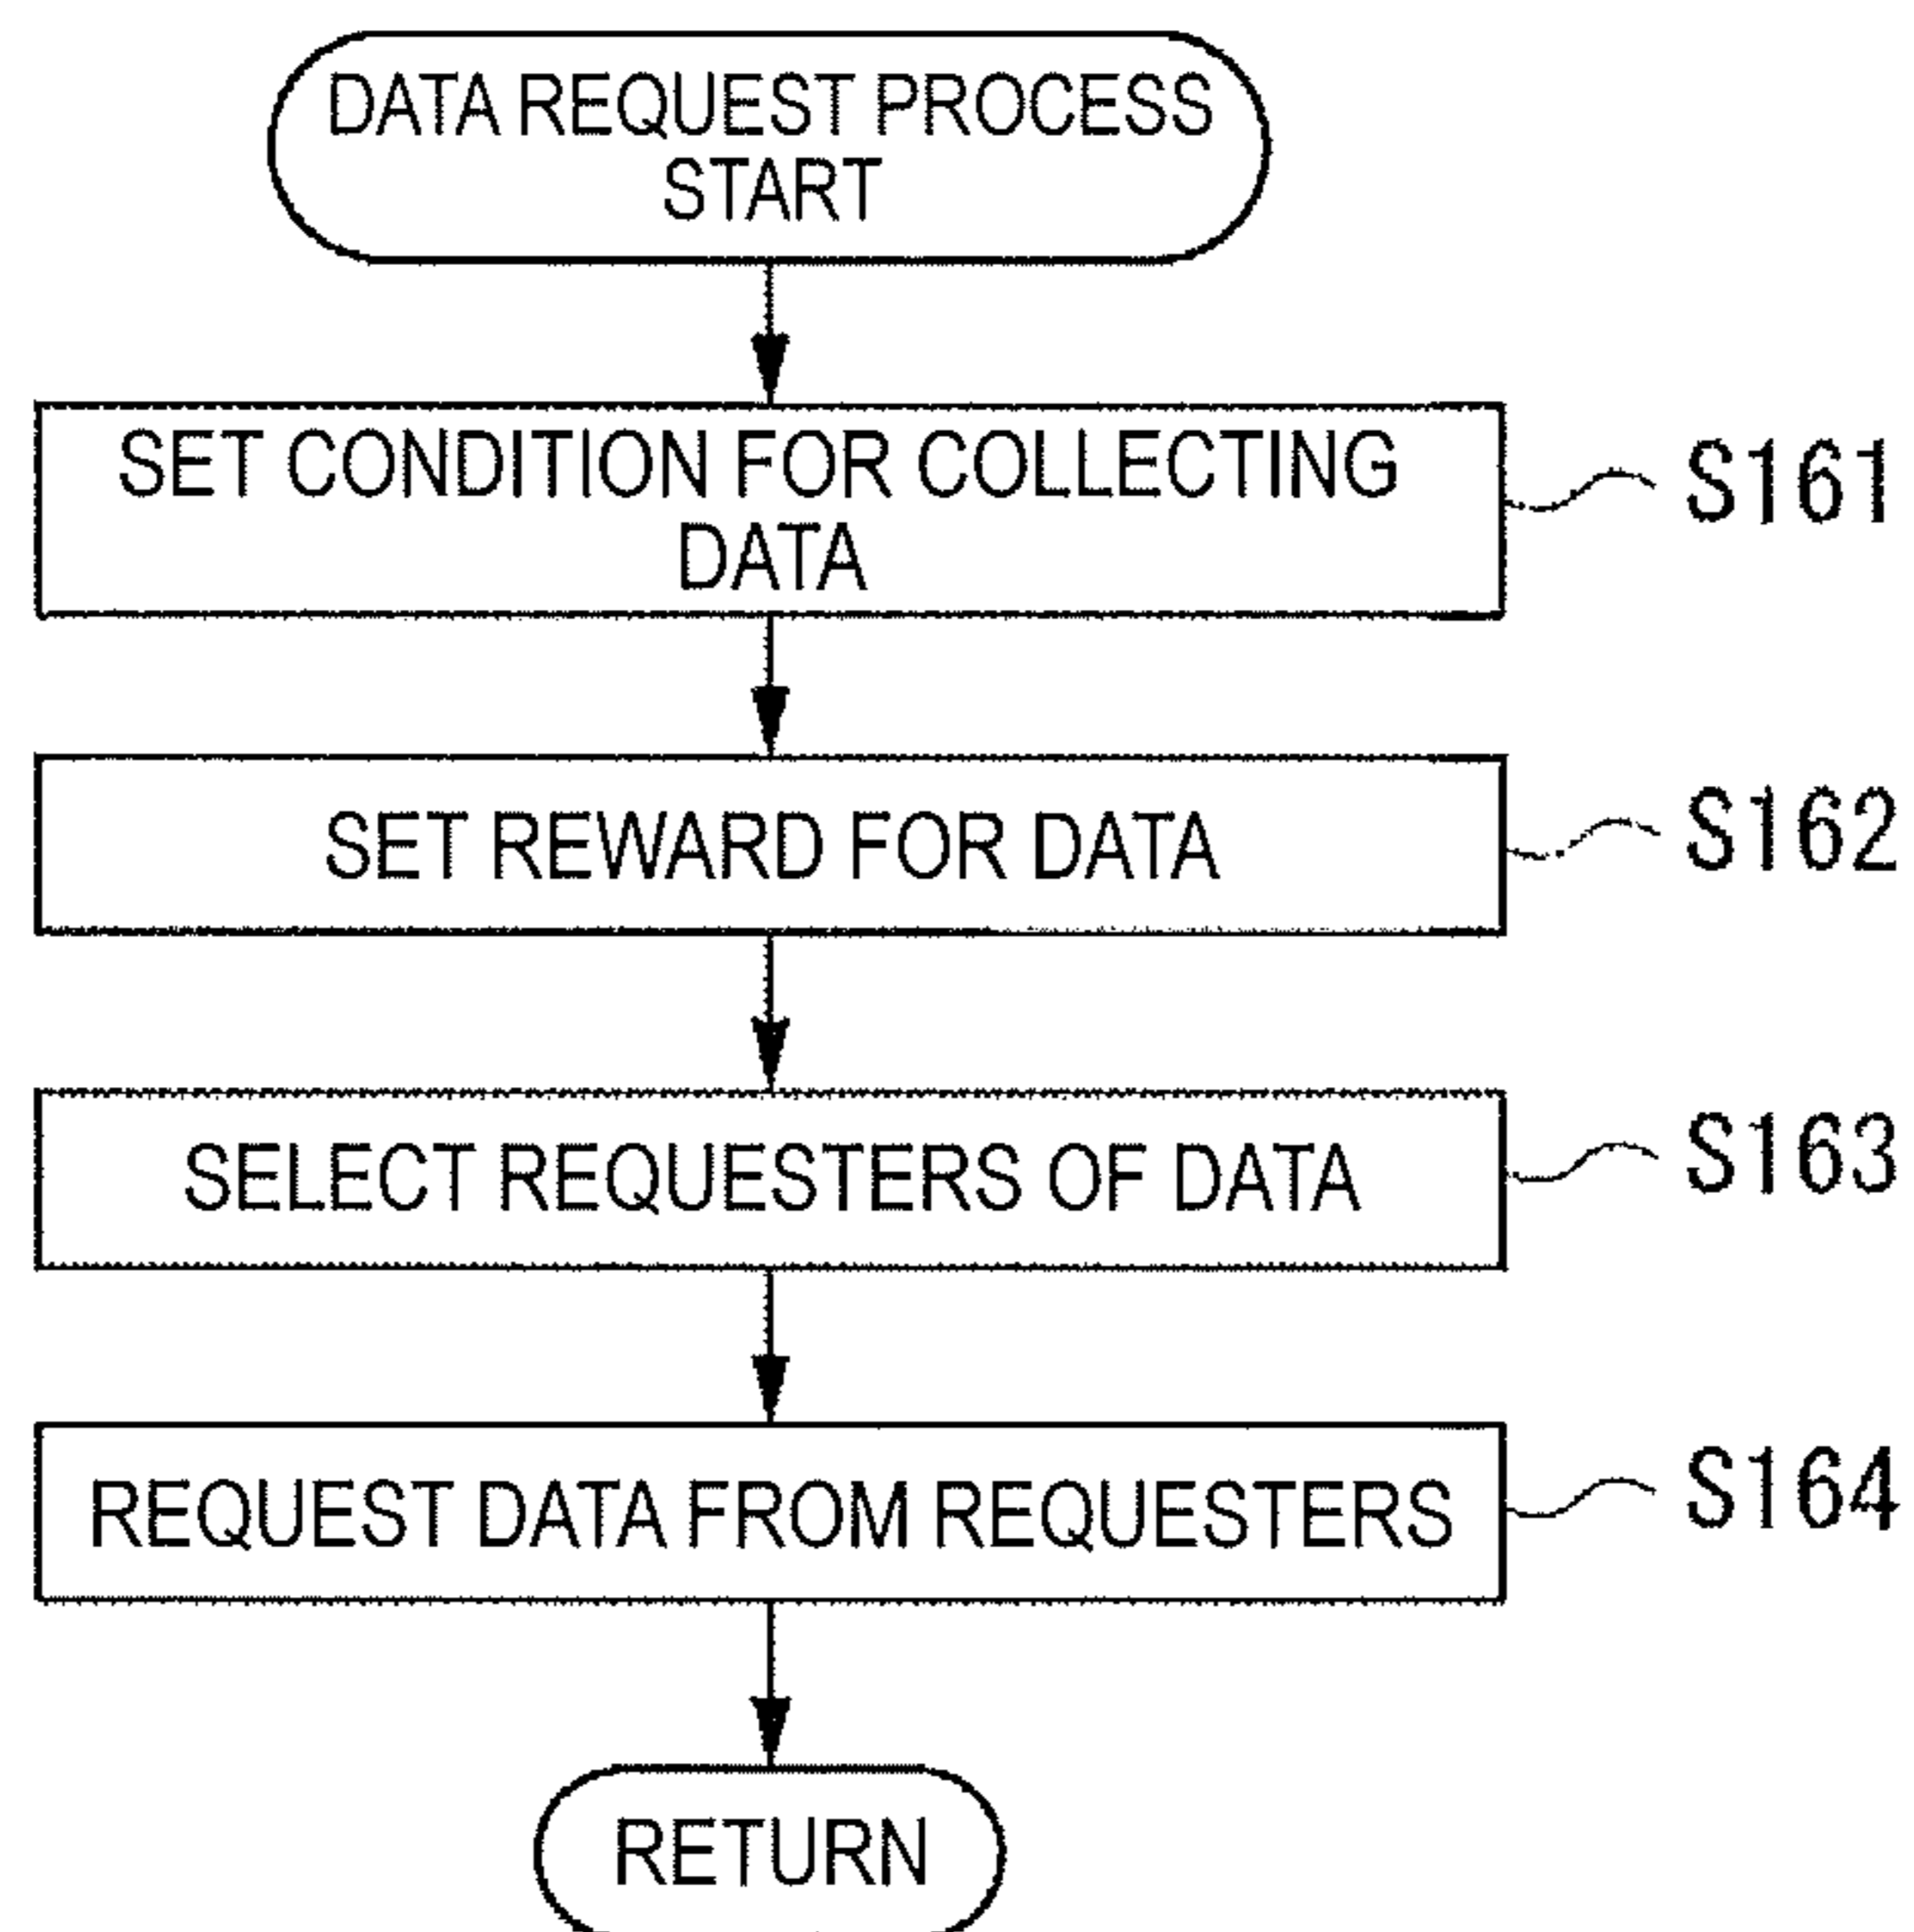 DATA REQUEST PROCESS
START
SET CONDITION FOR COLLECTING
DATA
S161
SET REWARD FOR DATA
S162
SELECT REQUESTERS OF DATA
S163
REQUEST DATA FROM REQUESTERS
S164
RETURN